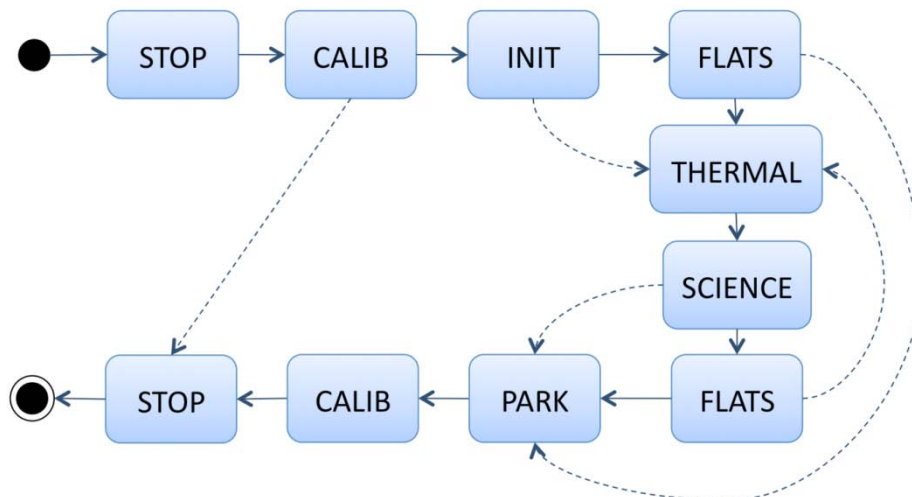 STOP
CALIB
INIT
FLATS
THERMAL
SCIENCE
STOP
CALIB
PARK
FLATS